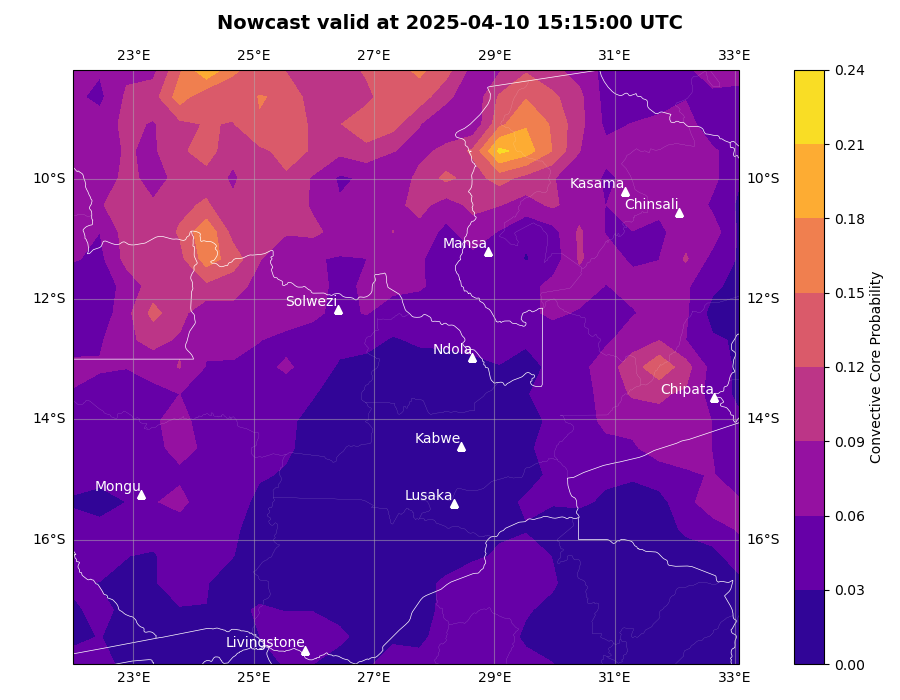 Nowcast valid at 2025-04-10 15:15:00 UTC
23°E 25°E 27°E 29°E 31°E 33°E
0.24
0.21
10°S Kasama 10°S
Chinsali
0.18
Mansa
0.15
12°S Solwezi 12°S
Ndola
0.12
Chipata
14°S 14°S
Kabwe 0.09
Mongu Lusaka
0.06
16°S 16°S
0.03
Livingstone
0.00
23°E 25°E 27°E 29°E 31°E 33°E
Convective Core Probability